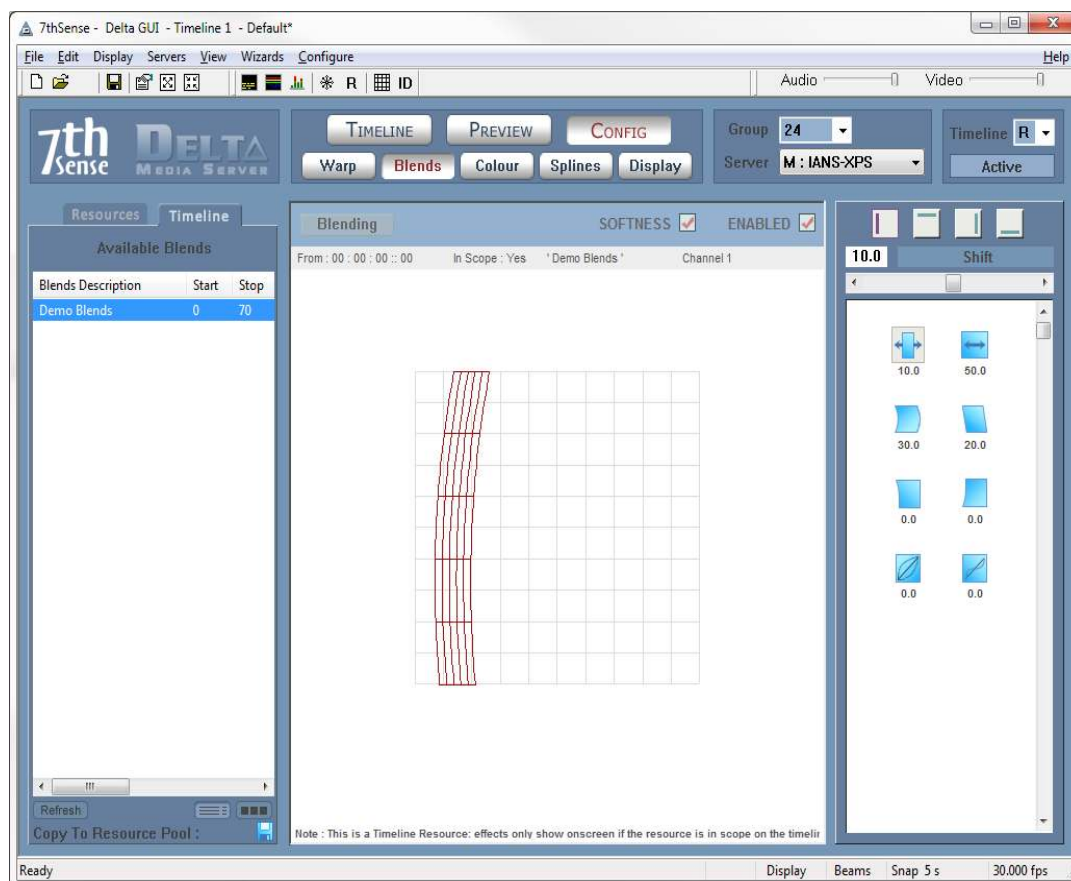 7thSense - Delta GUI - Timeline 1 - Default*
File Edit Display Servers View Wizards Configure Help
R ID Audio Video
7th Sense DELTA MEDIA SERVER
TIMELINE PREVIEW CONFIG
Warp Blends Colour Splines Display
Group 24
Server M : IANS-XPS
Timeline R
Active
Resources Timeline
Available Blends
Blends Description Start Stop
Demo Blends 0 70
Refresh
Copy To Resource Pool :
Blending SOFTNESS ENABLED
From : 00 : 00 : 00 :: 00 In Scope : Yes ' Demo Blends ' Channel 1
Note : This is a Timeline Resource: effects only show onscreen if the resource is in scope on the timelin
10.0 Shift
10.0 50.0
30.0 20.0
0.0 0.0
0.0 0.0
Ready Display Beams Snap 5 s 30.000 fps